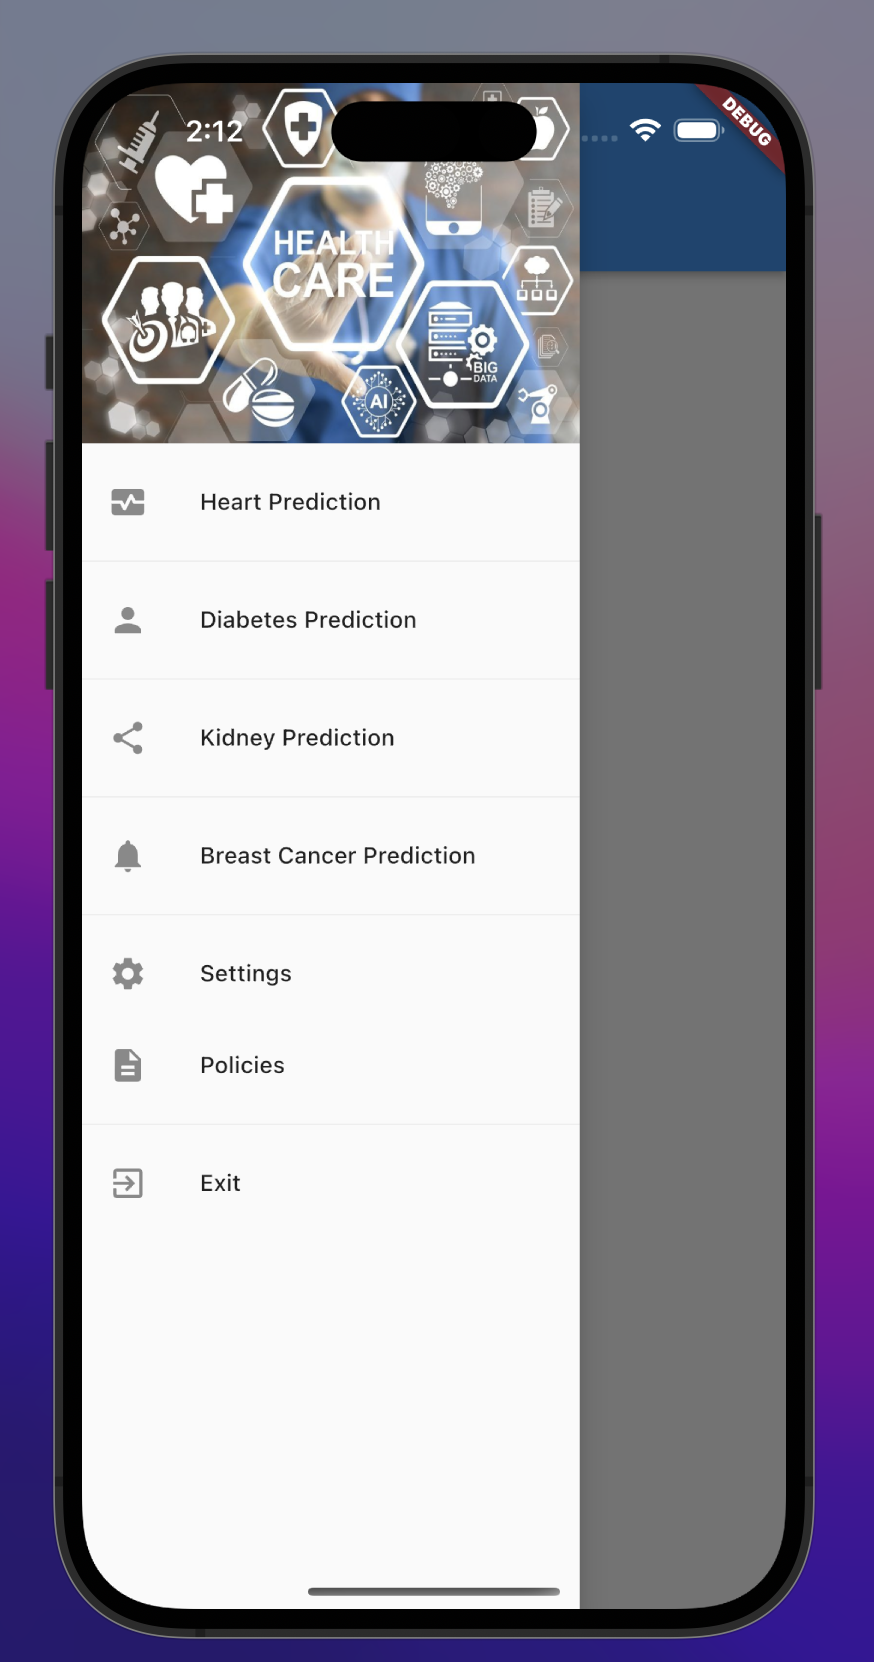 2:12
DEBUG
HEALTH
CARE
BIG
DATA
AI
Heart Prediction
Diabetes Prediction
Kidney Prediction
Breast Cancer Prediction
Settings
Policies
Exit